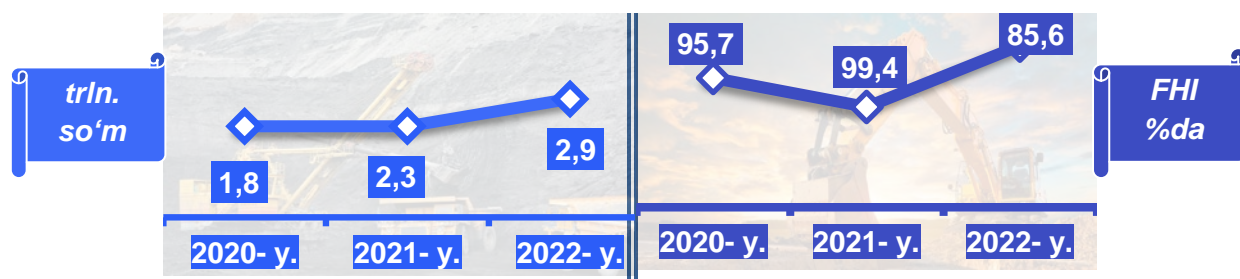 trln.
so‘m
1,8
2,3
2,9
2020- y.
2021- y.
2022- y.
95,7
99,4
85,6
2020- y.
2021- y.
2022- y.
FHI
%da